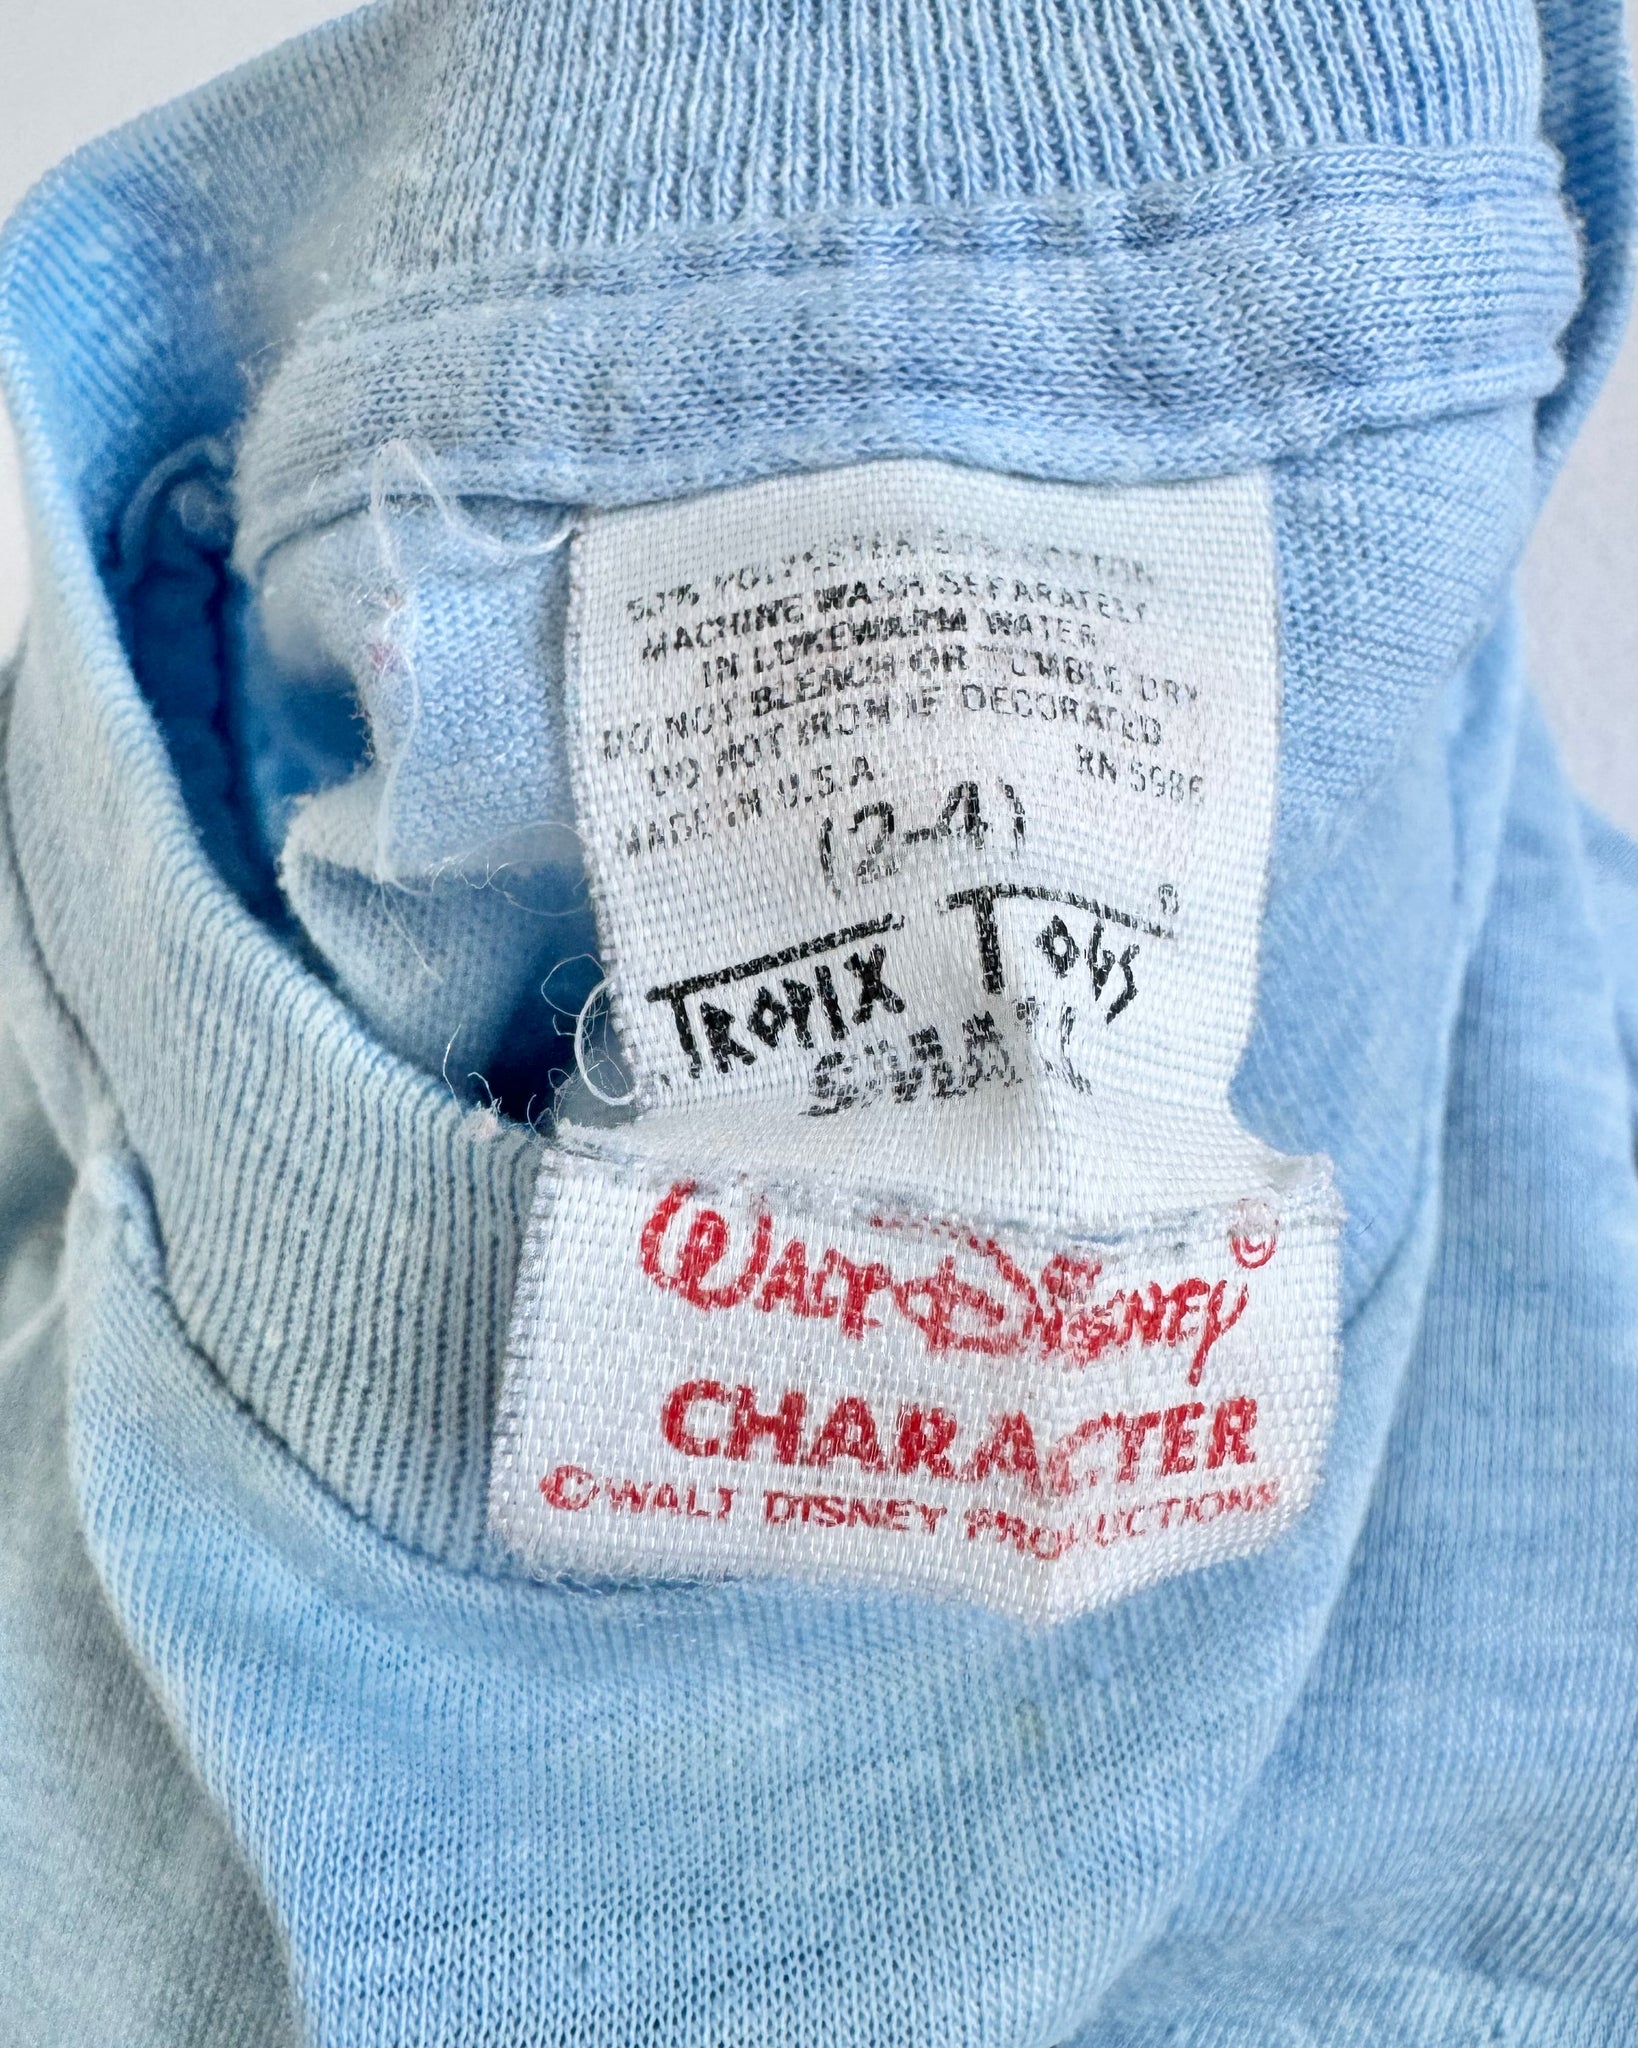 50% POLYESTER 50% COTTON
MACHINE WASH SEPARATELY
IN LUKEWARM WATER
DO NOT BLEACH OR TUMBLE DRY
DO NOT IRON IF DECORATED
MADE IN U.S.A. RN 5986
(2-4)
TROPIX TOGS®
SMALL
Walt Disney ©
CHARACTER
©WALT DISNEY PRODUCTIONS